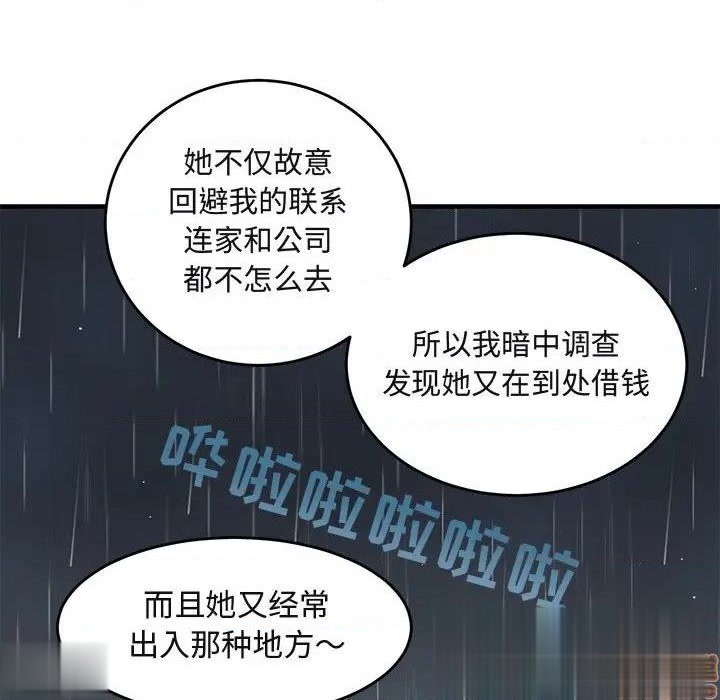 她不仅故意
回避我的联系
连家和公司
都不怎么去
所以我暗中调查
发现她又在到处借钱
哗啦啦啦啦啦
而且她又经常
出入那种地方～